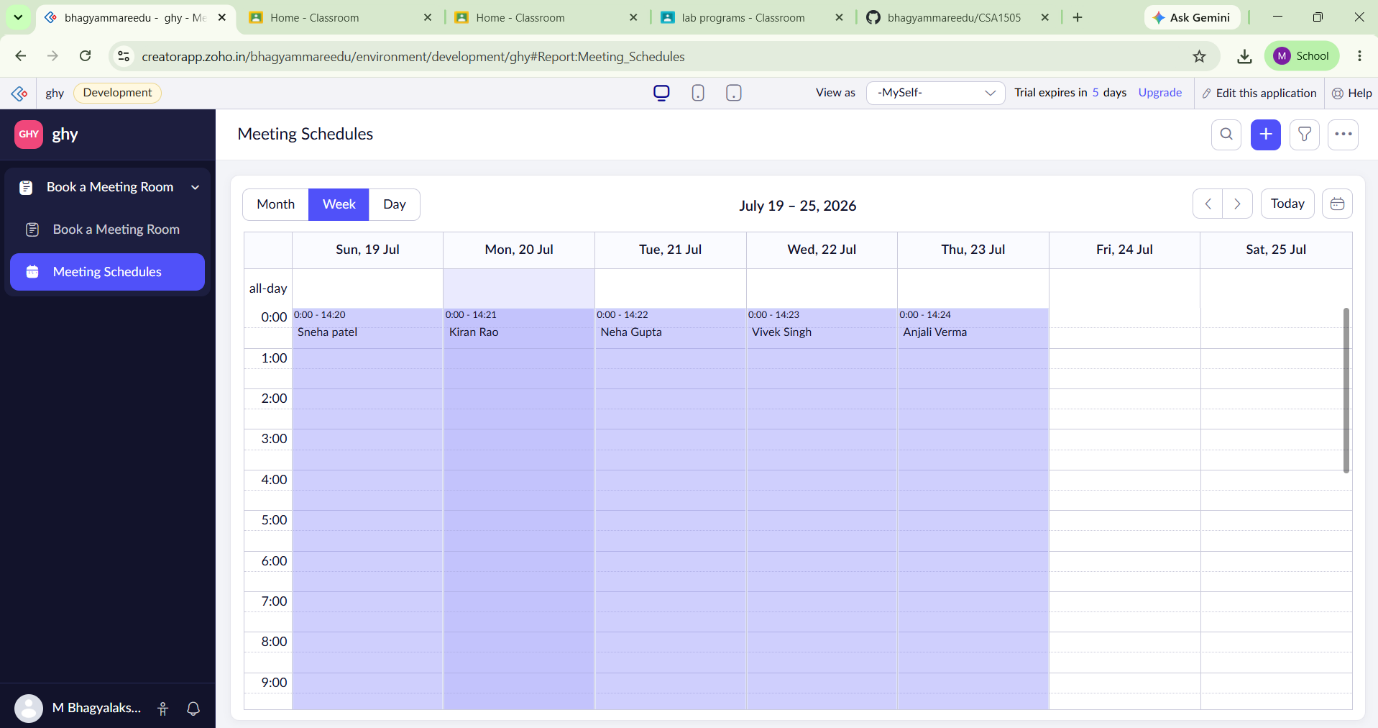 bhagyammareedu - ghy - Me
Home - Classroom
Home - Classroom
lab programs - Classroom
bhagyammareedu/CSA1505
Ask Gemini
creatorapp.zoho.in/bhagyammareedu/environment/development/ghy#Report:Meeting_Schedules
M School
ghy Development
View as -MySelf- Trial expires in 5 days Upgrade Edit this application Help
GHY ghy
Meeting Schedules
Book a Meeting Room
Book a Meeting Room
Meeting Schedules
Month Week Day
July 19 – 25, 2026
Today
Sun, 19 Jul Mon, 20 Jul Tue, 21 Jul Wed, 22 Jul Thu, 23 Jul Fri, 24 Jul Sat, 25 Jul
all-day
0:00
0:00 - 14:20 0:00 - 14:21 0:00 - 14:22 0:00 - 14:23 0:00 - 14:24
Sneha patel Kiran Rao Neha Gupta Vivek Singh Anjali Verma
1:00
2:00
3:00
4:00
5:00
6:00
7:00
8:00
9:00
M Bhagyalaks...